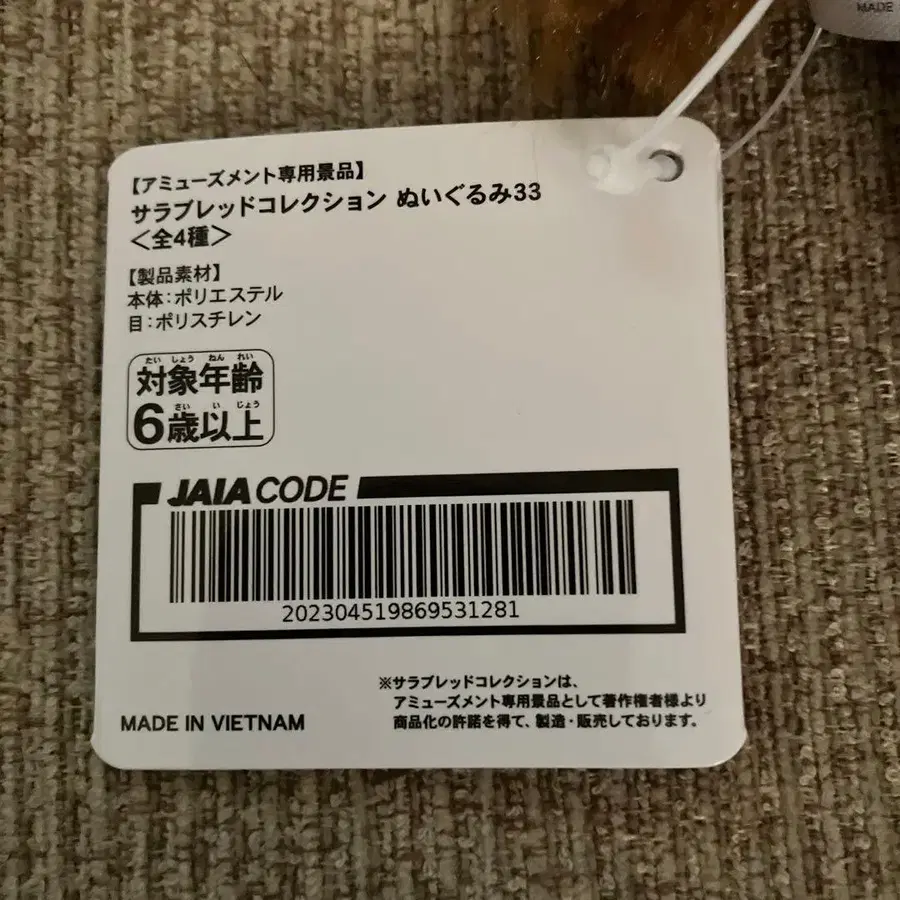 MADE
【アミューズメント専用景品】
サラブレッドコレクション ぬいぐるみ33
＜全4種＞
【製品素材】
本体：ポリエステル
目：ポリスチレン
たい しょう ねん れい
対象年齢
さい い じょう
6歳以上
JAIA CODE
202304519869531281
※サラブレッドコレクションは、
アミューズメント専用景品として著作権者様より
商品化の許諾を得て、製造・販売しております。
MADE IN VIETNAM